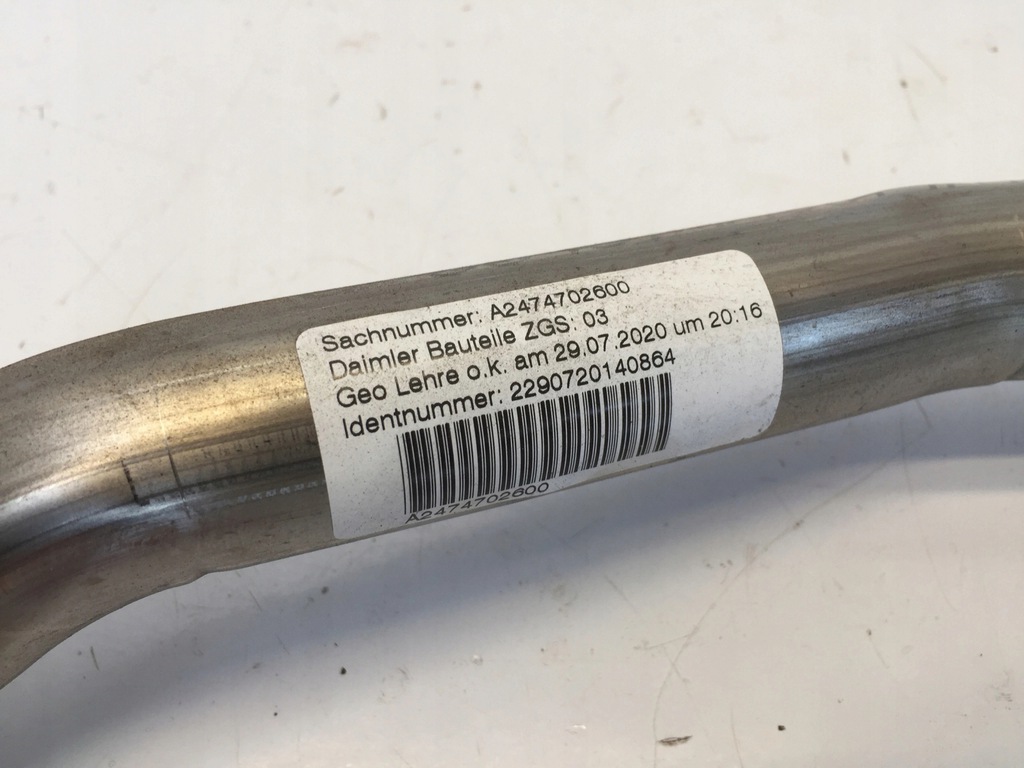 Sachnummer: A2474702600
Daimler Bauteile ZGS: 03
Geo Lehre o.k. am 29.07.2020 um 20:16
Identnummer: 2290720140864
A2474702600